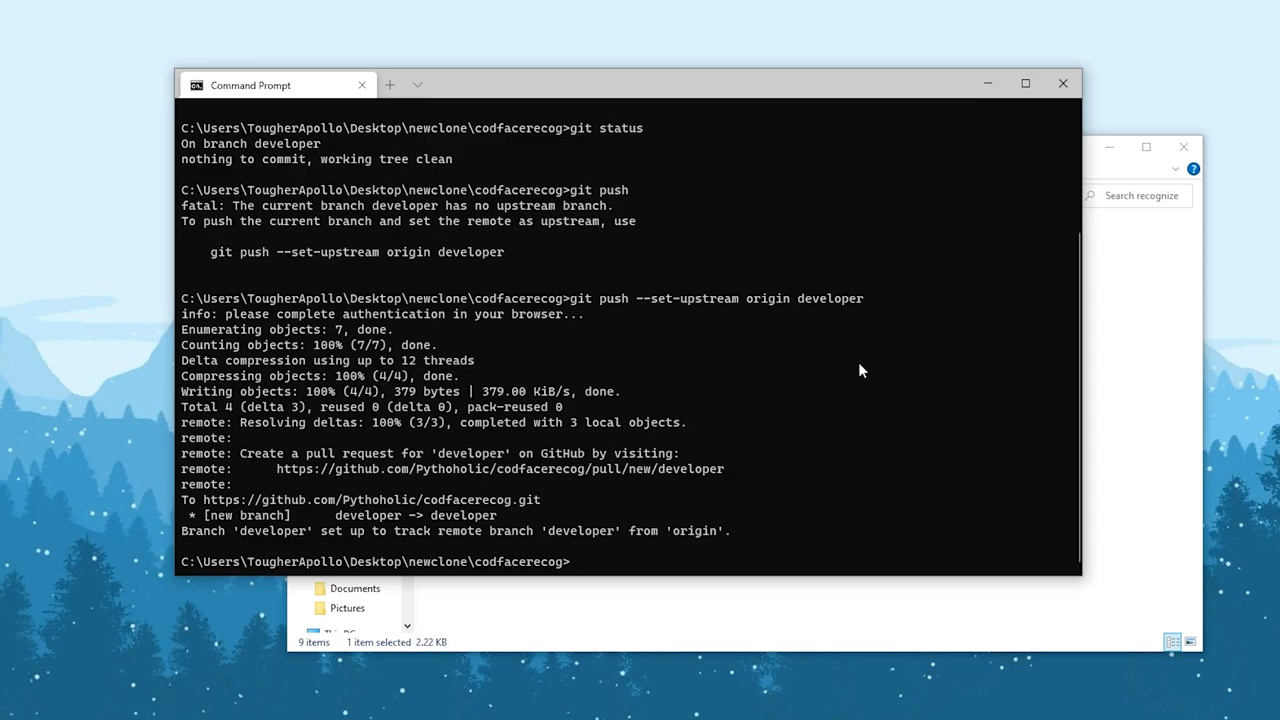 Command Prompt
C:\Users\TougherApollo\Desktop\newclone\codfacerecog>git status
On branch developer
nothing to commit, working tree clean
C:\Users\TougherApollo\Desktop\newclone\codfacerecog>git push
fatal: The current branch developer has no upstream branch.
To push the current branch and set the remote as upstream, use
git push --set-upstream origin developer
C:\Users\TougherApollo\Desktop\newclone\codfacerecog>git push --set-upstream origin developer
info: please complete authentication in your browser...
Enumerating objects: 7, done.
Counting objects: 100% (7/7), done.
Delta compression using up to 12 threads
Compressing objects: 100% (4/4), done.
Writing objects: 100% (4/4), 379 bytes | 379.00 KiB/s, done.
Total 4 (delta 3), reused 0 (delta 0), pack-reused 0
remote: Resolving deltas: 100% (3/3), completed with 3 local objects.
remote:
remote: Create a pull request for 'developer' on GitHub by visiting:
remote:      https://github.com/Pythoholic/codfacerecog/pull/new/developer
remote:
To https://github.com/Pythoholic/codfacerecog.git
* [new branch]      developer -> developer
Branch 'developer' set up to track remote branch 'developer' from 'origin'.
C:\Users\TougherApollo\Desktop\newclone\codfacerecog>
Search recognize
Documents
Pictures
9 items 1 item selected 2.22 KB